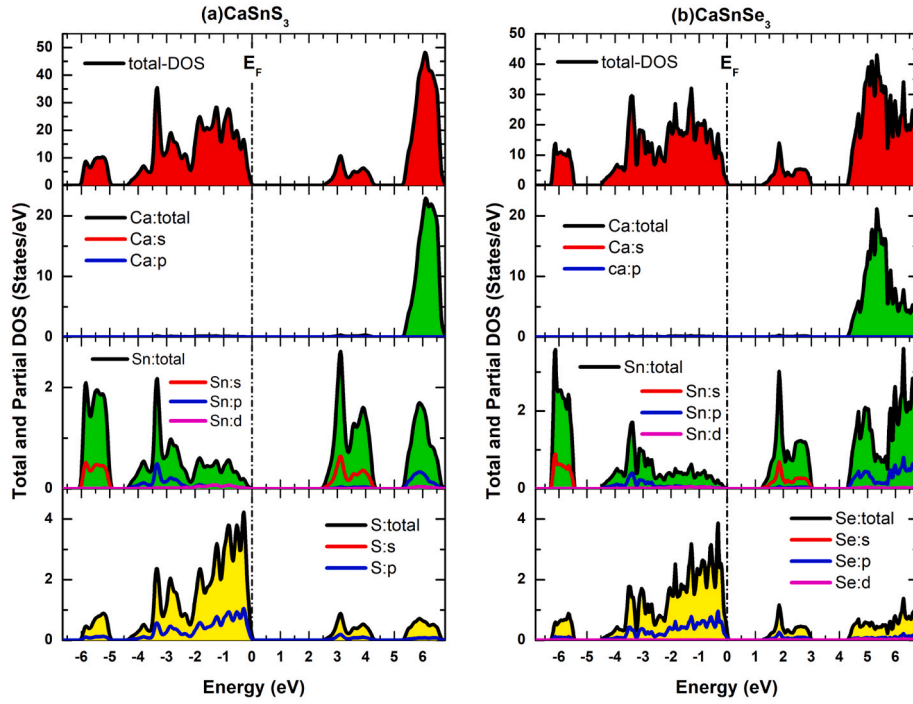 (a)CaSnS3
Total and Partial DOS (States/eV)
total-DOS
EF
50
40
30
20
10
0
Ca:total
Ca:s
Ca:p
20
10
0
Sn:total
Sn:s
Sn:p
Sn:d
2
0
S:total
S:s
S:p
4
2
0
-6 -5 -4 -3 -2 -1 0 1 2 3 4 5 6
Energy (eV)
(b)CaSnSe3
Total and Partial DOS (States/eV)
total-DOS
EF
50
40
30
20
10
0
Ca:total
Ca:s
ca:p
20
10
0
Sn:total
Sn:s
Sn:p
Sn:d
2
0
Se:total
Se:s
Se:p
Se:d
4
2
0
-6 -5 -4 -3 -2 -1 0 1 2 3 4 5 6
Energy (eV)